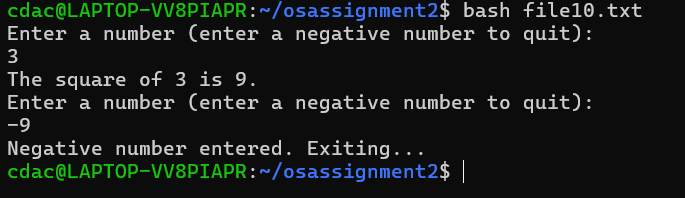 cdac@LAPTOP-VV8PIAPR:~/osassignment2$ bash file10.txt
Enter a number (enter a negative number to quit):
3
The square of 3 is 9.
Enter a number (enter a negative number to quit):
-9
Negative number entered. Exiting...
cdac@LAPTOP-VV8PIAPR:~/osassignment2$